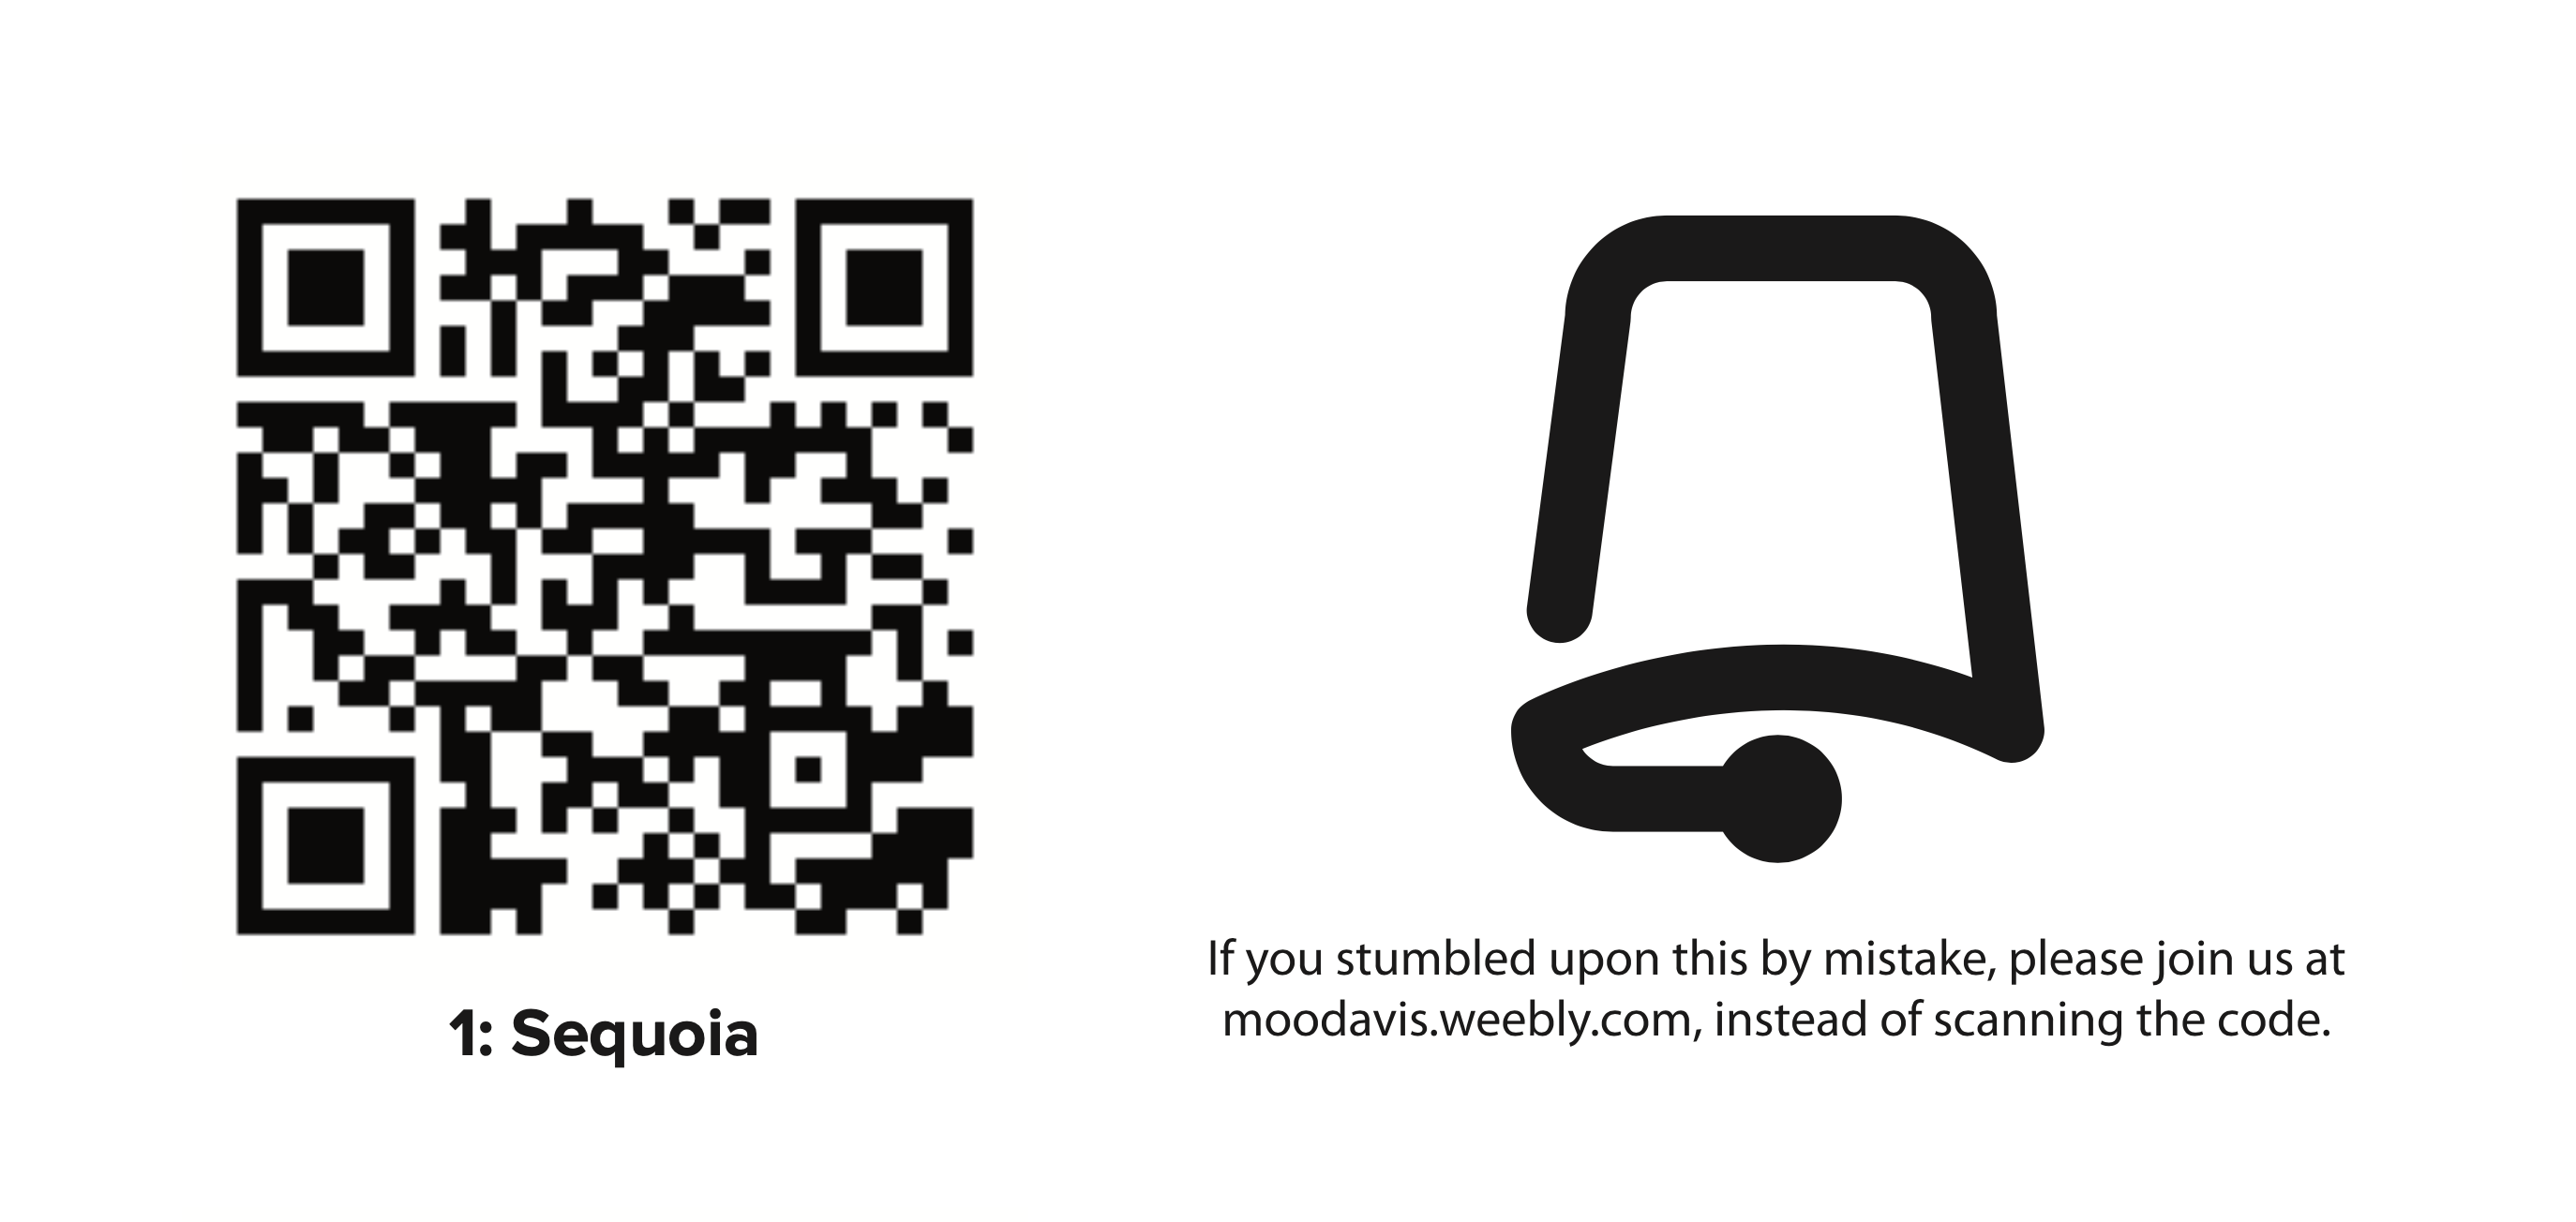 1: Sequoia
If you stumbled upon this by mistake, please join us at
moodavis.weebly.com, instead of scanning the code.